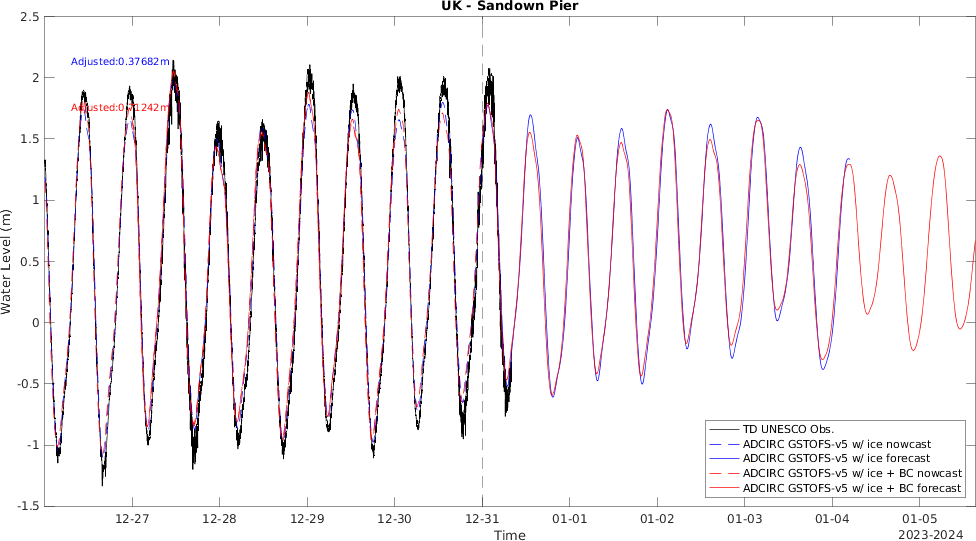 UK - Sandown Pier
2.5
2
1.5
1
0.5
0
-0.5
-1
-1.5
Water Level (m)
Adjusted:0.37682m
Adjusted:0.71242m
TD UNESCO Obs.
ADCIRC GSTOFS-v5 w/ ice nowcast
ADCIRC GSTOFS-v5 w/ ice forecast
ADCIRC GSTOFS-v5 w/ ice + BC nowcast
ADCIRC GSTOFS-v5 w/ ice + BC forecast
12-27 12-28 12-29 12-30 12-31 01-01 01-02 01-03 01-04 01-05
Time
2023-2024